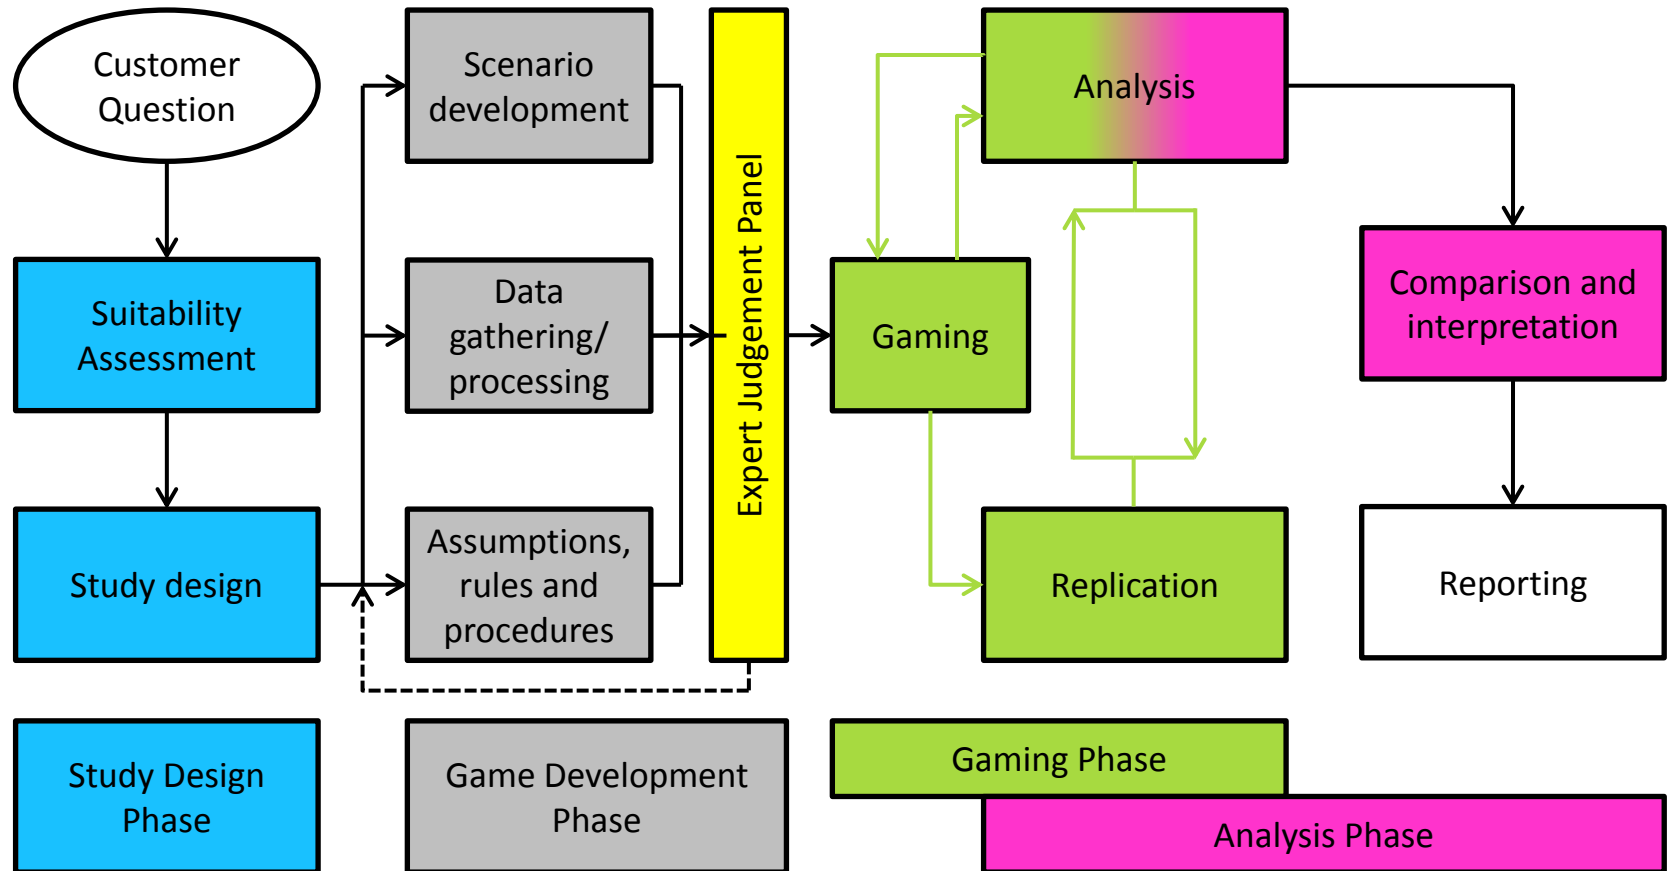 Customer
Question
Suitability
Assessment
Study design
Scenario
development
Data
gathering/
processing
Assumptions,
rules and
procedures
Expert Judgement Panel
Gaming
Analysis
Replication
Comparison and
interpretation
Reporting
Study Design
Phase
Game Development
Phase
Gaming Phase
Analysis Phase